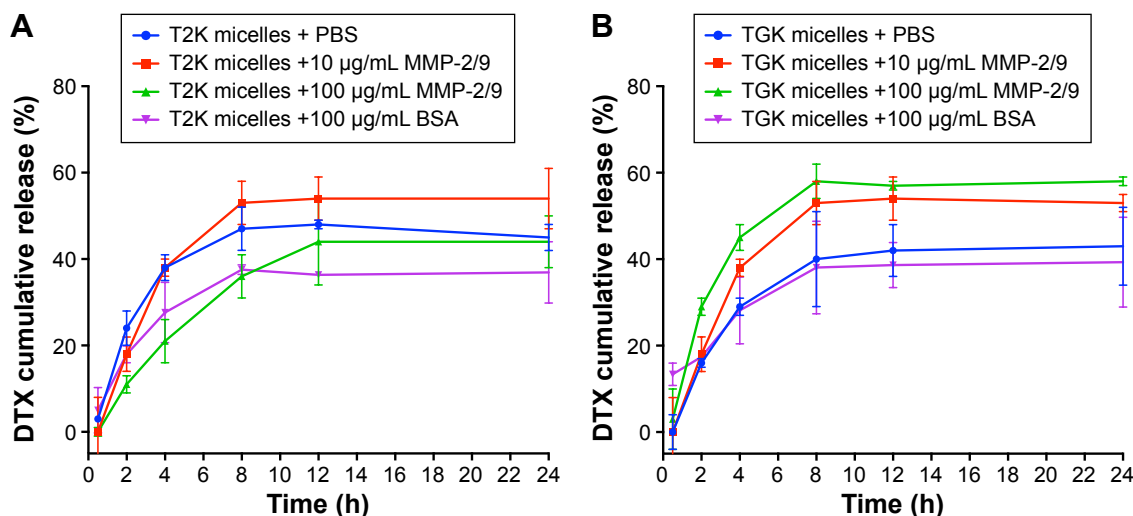 A
T2K micelles + PBS
T2K micelles +10 µg/mL MMP-2/9
T2K micelles +100 µg/mL MMP-2/9
T2K micelles +100 µg/mL BSA
DTX cumulative release (%)
80
60
40
20
0
0 2 4 6 8 10 12 14 16 18 20 22 24
Time (h)
B
TGK micelles + PBS
TGK micelles +10 µg/mL MMP-2/9
TGK micelles +100 µg/mL MMP-2/9
TGK micelles +100 µg/mL BSA
DTX cumulative release (%)
80
60
40
20
0
0 2 4 6 8 10 12 14 16 18 20 22 24
Time (h)